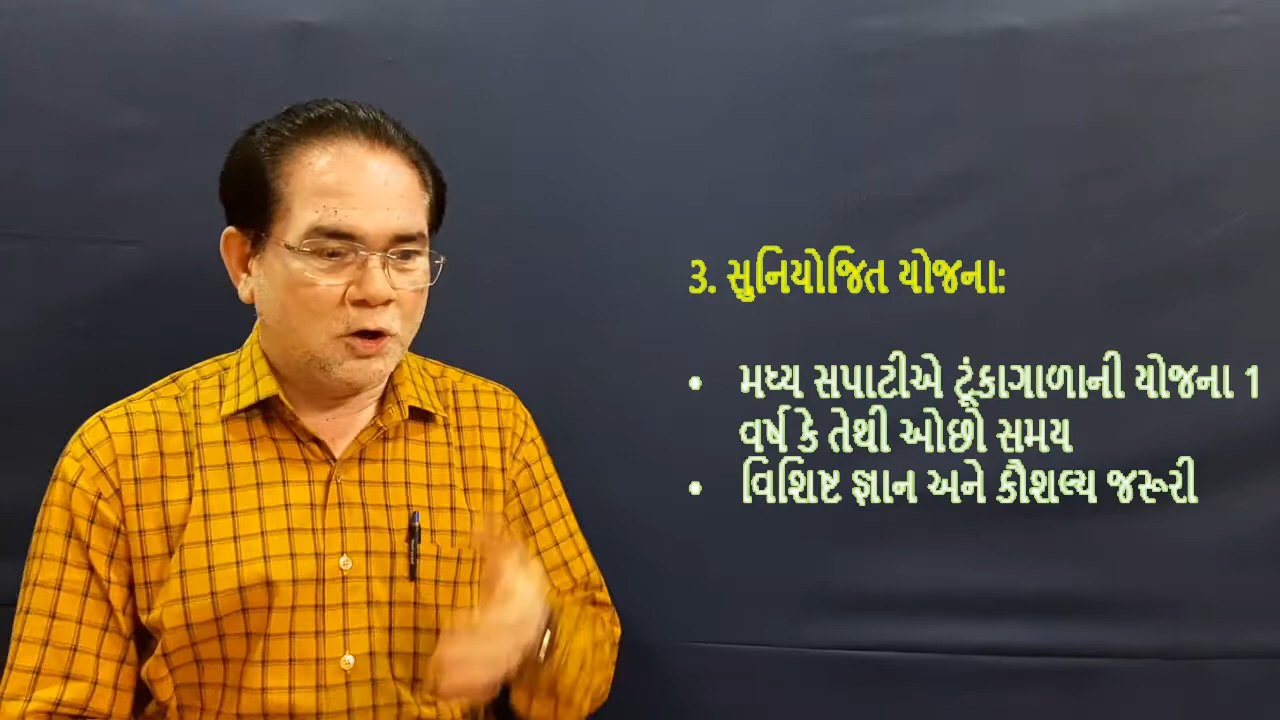 3. સુનિયોજિત યોજના:
• મધ્ય સપાટીએ ટૂંકાગાળાની યોજના 1
વર્ષ કે તેથી ઓછો સમય
• વિશિષ્ટ જ્ઞાન અને કૌશલ્ય જરૂરી